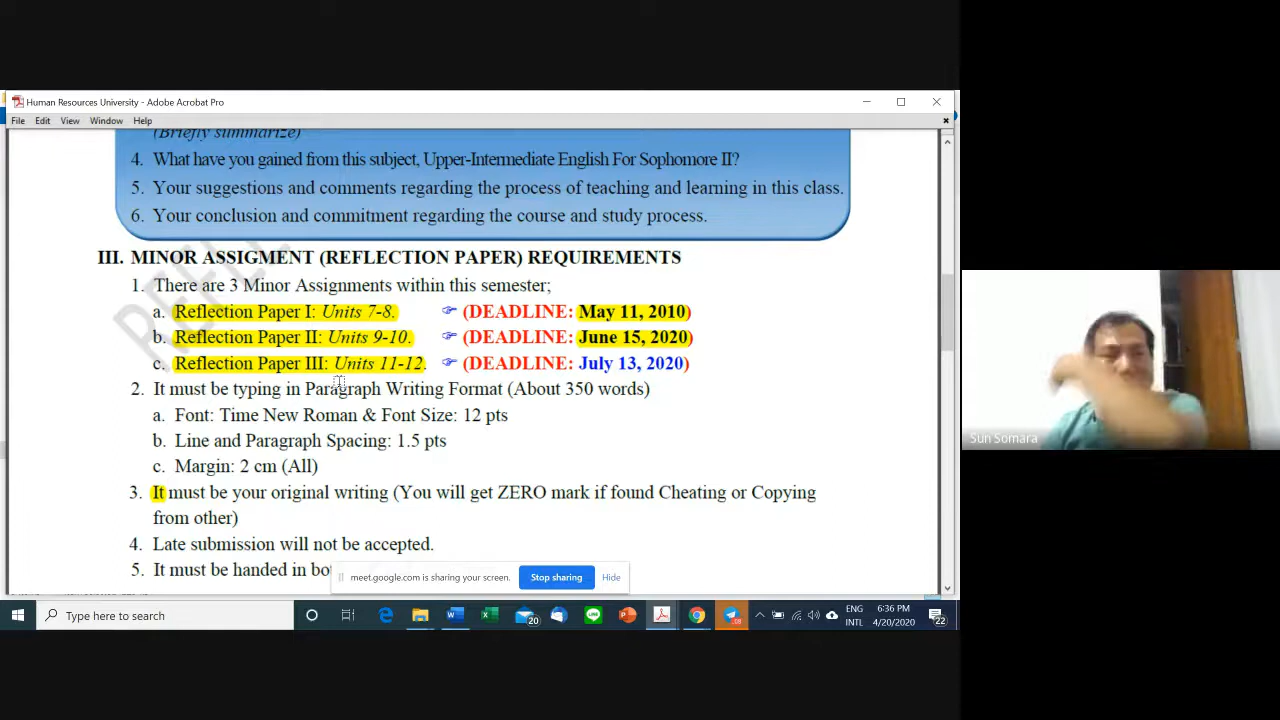 Human Resources University - Adobe Acrobat Pro
File Edit View Window Help
(Briefly summarize)
4. What have you gained from this subject, Upper-Intermediate English For Sophomore II?
5. Your suggestions and comments regarding the process of teaching and learning in this class.
6. Your conclusion and commitment regarding the course and study process.
III. MINOR ASSIGMENT (REFLECTION PAPER) REQUIREMENTS
1. There are 3 Minor Assignments within this semester;
a. Reflection Paper I: Units 7-8. ☞ (DEADLINE: May 11, 2010)
b. Reflection Paper II: Units 9-10. ☞ (DEADLINE: June 15, 2020)
c. Reflection Paper III: Units 11-12. ☞ (DEADLINE: July 13, 2020)
2. It must be typing in Paragraph Writing Format (About 350 words)
a. Font: Time New Roman & Font Size: 12 pts
b. Line and Paragraph Spacing: 1.5 pts
c. Margin: 2 cm (All)
3. It must be your original writing (You will get ZERO mark if found Cheating or Copying
from other)
4. Late submission will not be accepted.
5. It must be handed in
meet.google.com is sharing your screen. Stop sharing Hide
Sun Somara
Type here to search
20
ENG
INTL
6:36 PM
4/20/2020
22